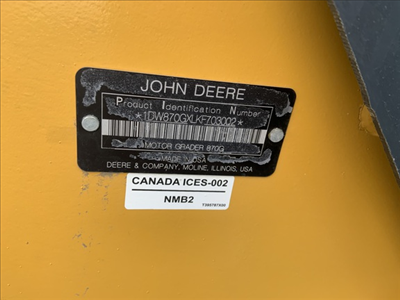 JOHN DEERE
Product Identification Number
*1DW870GXLKF703002*
MOTOR GRADER 870G
MADE IN USA
DEERE & COMPANY, MOLINE, ILLINOIS, USA
CANADA ICES-002
NMB2